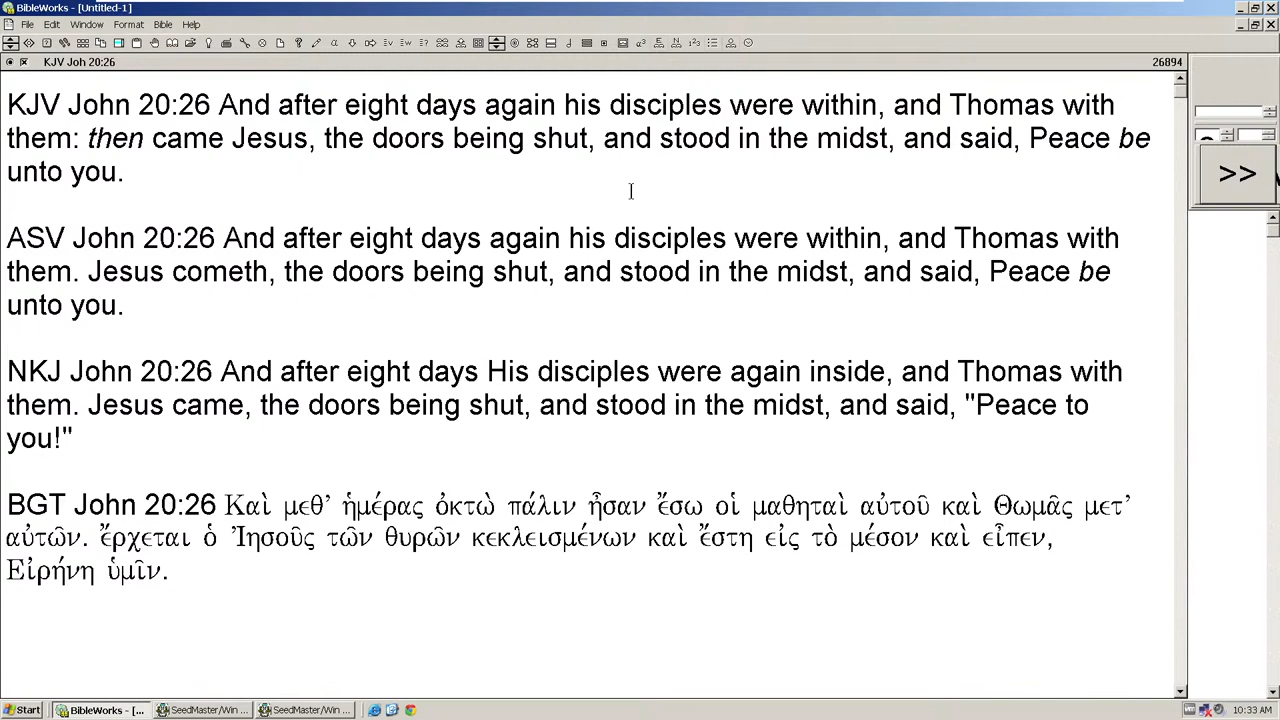 BibleWorks - [Untitled-1]
File Edit Window Format Bible Help
KJV Joh 20:26 26894
KJV John 20:26 And after eight days again his disciples were within, and Thomas with
them: then came Jesus, the doors being shut, and stood in the midst, and said, Peace be
unto you.
>>
ASV John 20:26 And after eight days again his disciples were within, and Thomas with
them. Jesus cometh, the doors being shut, and stood in the midst, and said, Peace be
unto you.
NKJ John 20:26 And after eight days His disciples were again inside, and Thomas with
them. Jesus came, the doors being shut, and stood in the midst, and said, "Peace to
you!"
BGT John 20:26 Καὶ μεθ’ ἡμέρας ὀκτὼ πάλιν ἦσαν ἔσω οἱ μαθηταὶ αὐτοῦ καὶ Θωμᾶς μετ’
αὐτῶν. ἔρχεται ὁ Ἰησοῦς τῶν θυρῶν κεκλεισμένων καὶ ἔστη εἰς τὸ μέσον καὶ εἶπεν,
Εἰρήνη ὑμῖν.
Start BibleWorks - [... SeedMaster/Win ... SeedMaster/Win ... 10:33 AM